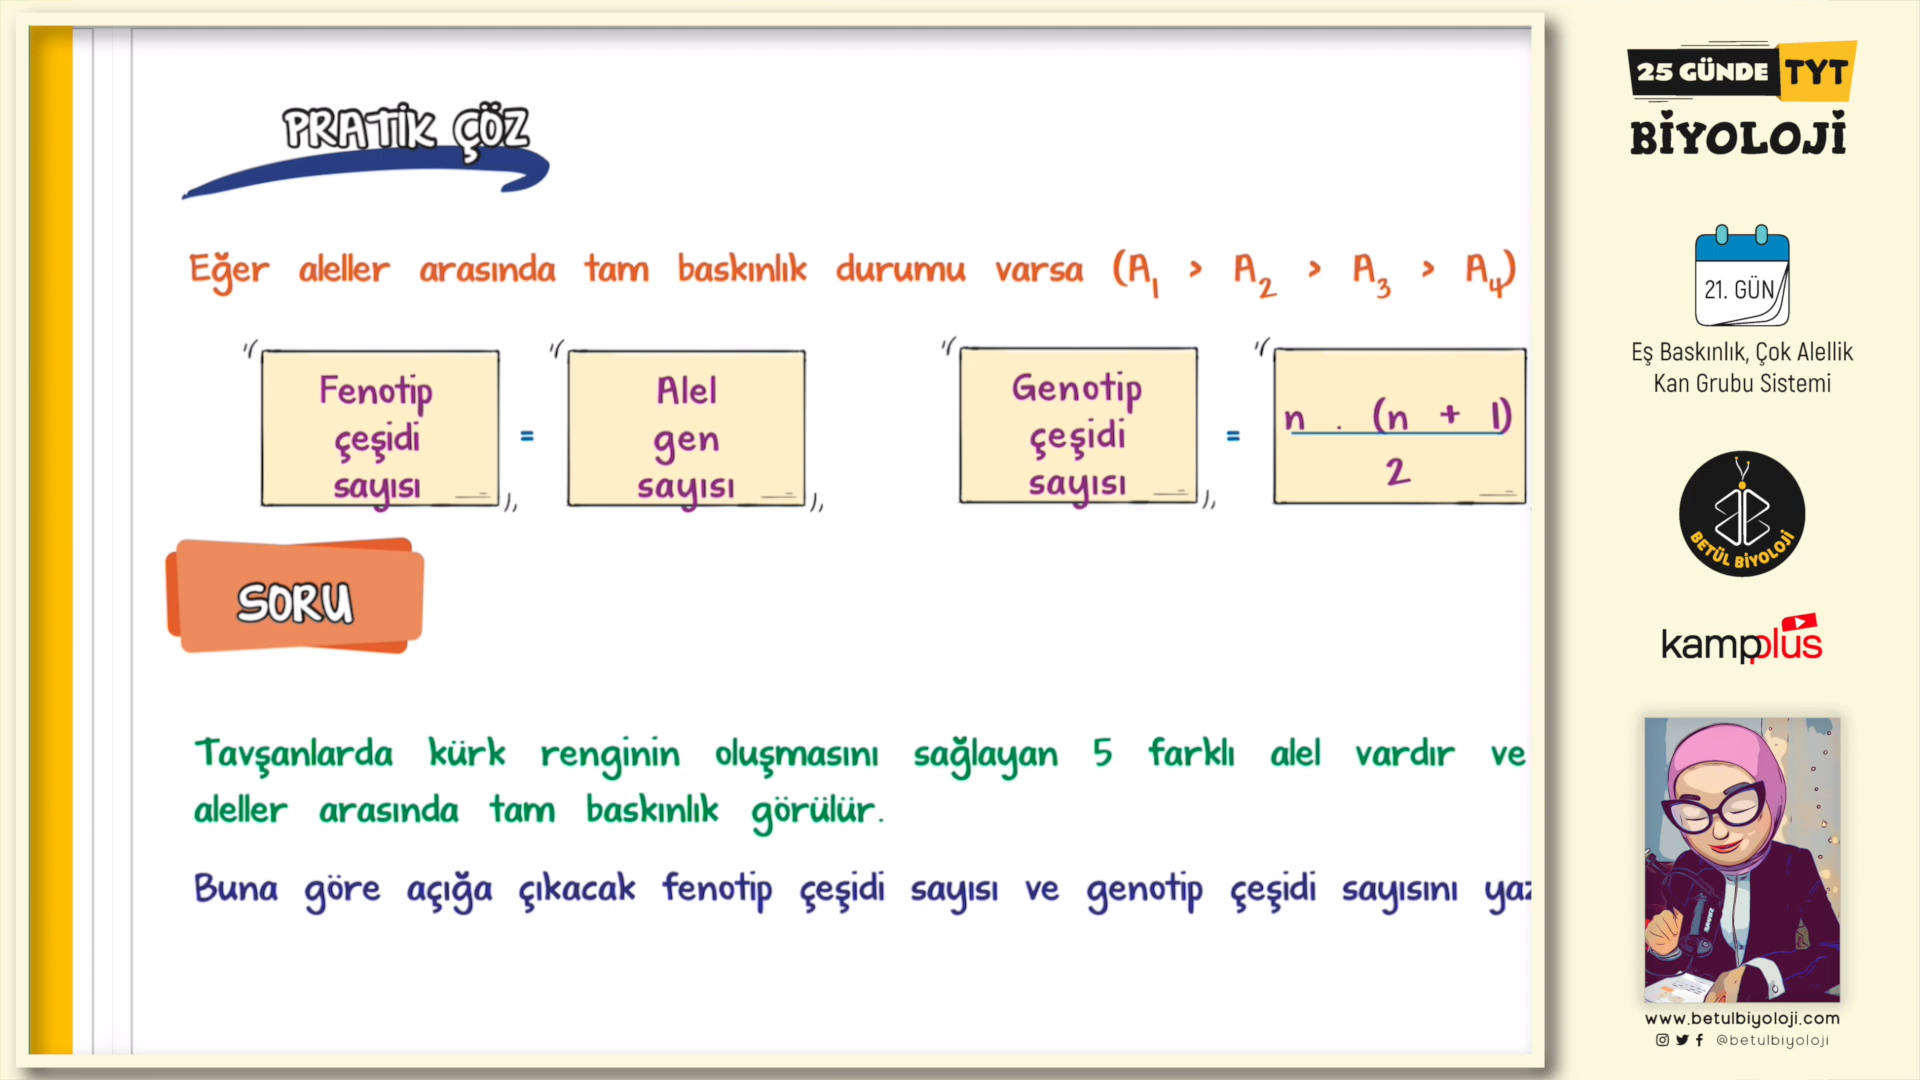 PRATİK ÇÖZ
Eğer aleller arasında tam baskınlık durumu varsa (A1 > A2 > A3 > A4)
Fenotip
çeşidi
sayısı
=
Alel
gen
sayısı
Genotip
çeşidi
sayısı
=
n . (n + 1)
2
SORU
Tavşanlarda kürk renginin oluşmasını sağlayan 5 farklı alel vardır ve
aleller arasında tam baskınlık görülür.
Buna göre açığa çıkacak fenotip çeşidi sayısı ve genotip çeşidi sayısını
25 GÜNDE TYT
BİYOLOJİ
21. GÜN
Eş Baskınlık, Çok Alellik
Kan Grubu Sistemi
BETÜL BİYOLOJİ
kampplus
www.betulbiyoloji.com
@betulbiyoloji